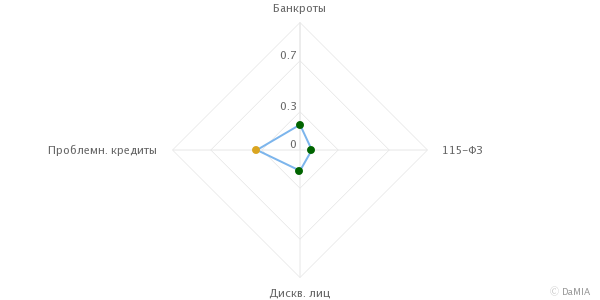 Банкроты
0.7
0.3
0
Проблемн. кредиты
115-ФЗ
Дискв. лиц
© DaMIA